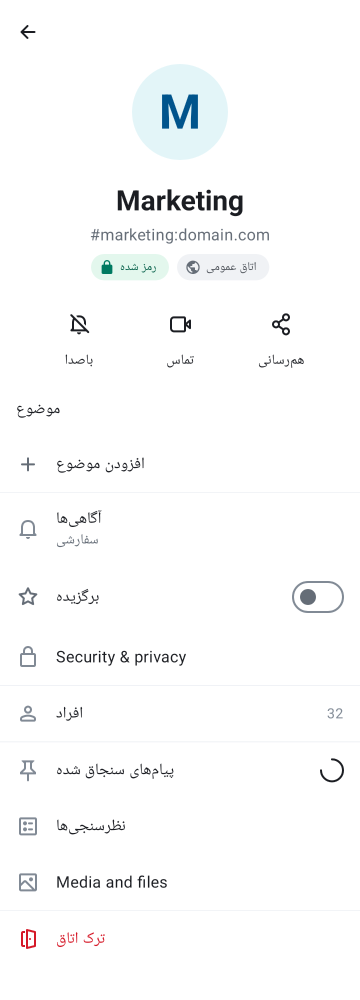 M
Marketing
#marketing:domain.com
رمز شده
اتاق عمومی
باصدا
تماس
هم‌رسانی
موضوع
افزودن موضوع
آگاهی‌ها
سفارشی
برگزیده
Security & privacy
افراد
32
پیام‌های سنجاق شده
نظرسنجی‌ها
Media and files
ترک اتاق